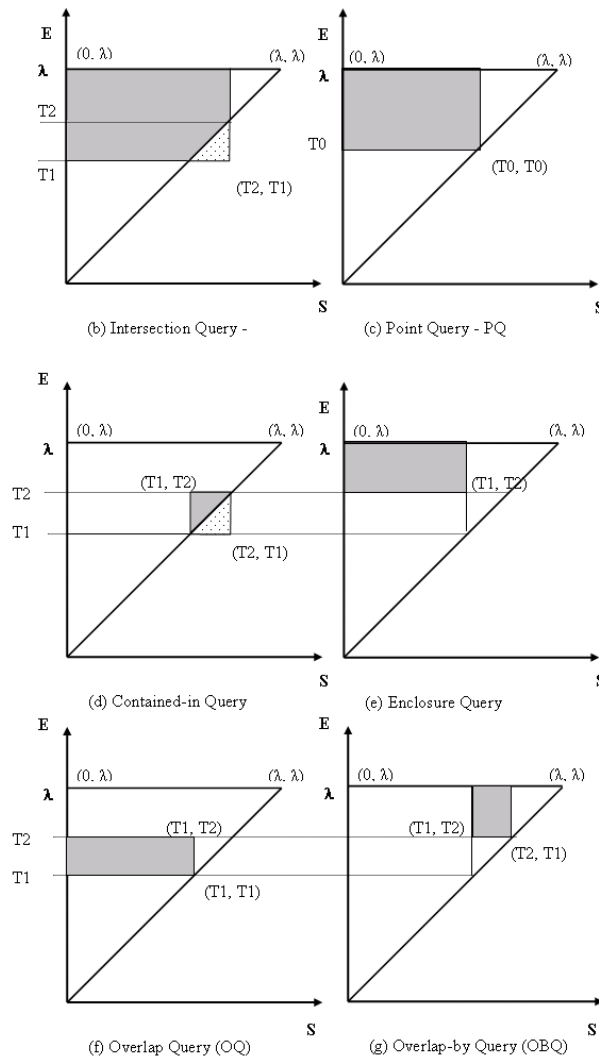 E
(0, λ)
(λ, λ)
λ
T2
T1
(T2, T1)
S
(b) Intersection Query -
E
(0, λ)
(λ, λ)
λ
T0
(T0, T0)
S
(c) Point Query - PQ
E
(0, λ)
(λ, λ)
λ
T2
(T1, T2)
T1
(T2, T1)
S
(d) Contained-in Query
E
(0, λ)
(λ, λ)
λ
(T1, T2)
S
(e) Enclosure Query
E
(0, λ)
(λ, λ)
λ
T2
(T1, T2)
T1
(T1, T1)
S
(f) Overlap Query (OQ)
E
(0, λ)
(λ, λ)
λ
(T1, T2)
(T2, T1)
S
(g) Overlap-by Query (OBQ)